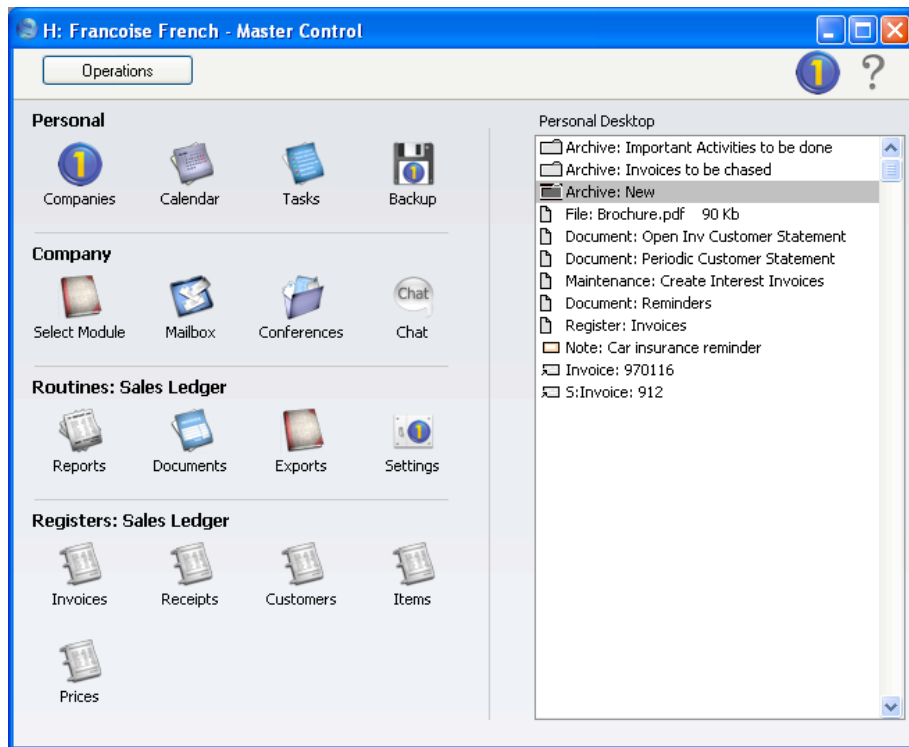 H: Francoise French - Master Control
Operations
1
?
Personal
1
Companies
Calendar
Tasks
1
Backup
Company
Select Module
Mailbox
Conferences
Chat
Chat
Routines: Sales Ledger
Reports
Documents
Exports
1
Settings
Registers: Sales Ledger
Invoices
Receipts
Customers
Items
Prices
Personal Desktop
Archive: Important Activities to be done
Archive: Invoices to be chased
Archive: New
File: Brochure.pdf 90 Kb
Document: Open Inv Customer Statement
Document: Periodic Customer Statement
Maintenance: Create Interest Invoices
Document: Reminders
Register: Invoices
Note: Car insurance reminder
Invoice: 970116
S:Invoice: 912